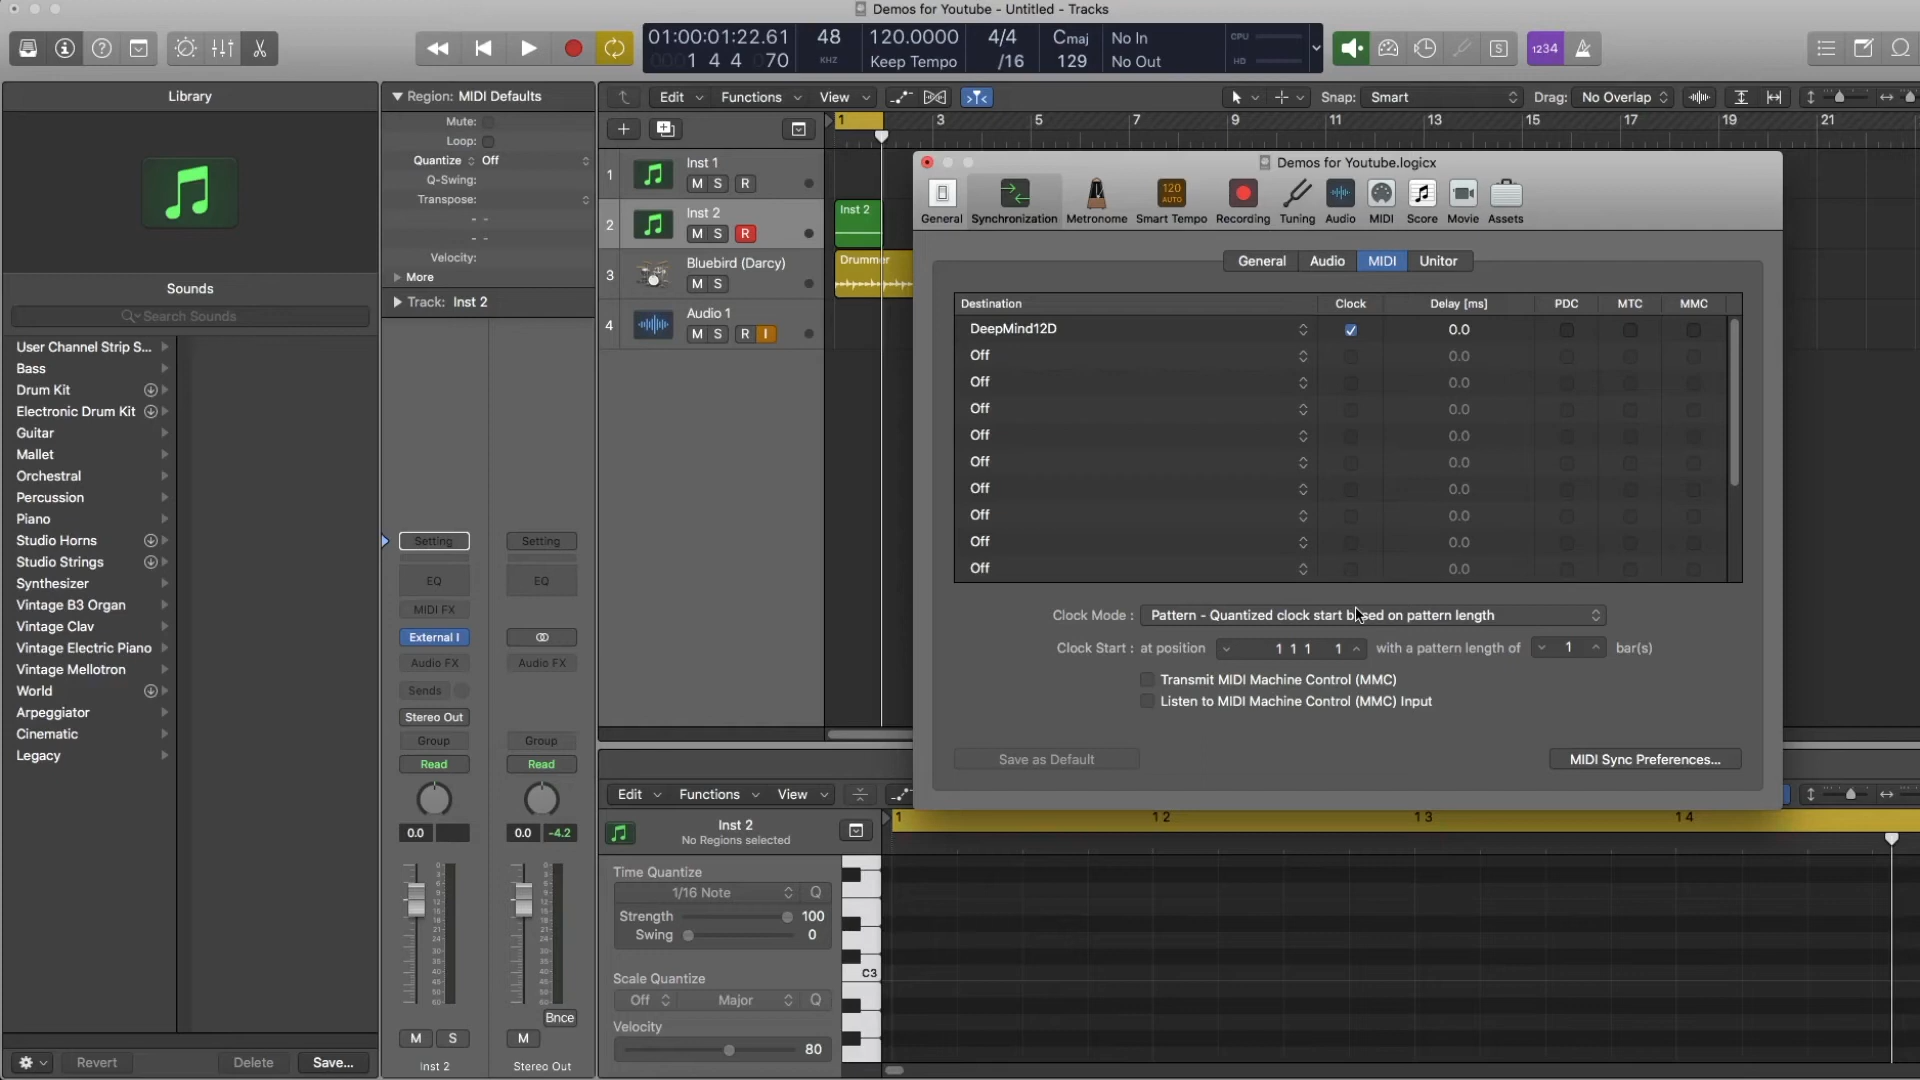 Demos for Youtube - Untitled - Tracks
01:00:01:22.61
1 4 4 070
48
KHZ
120.0000
Keep Tempo
4/4
/16
Cmaj
129
No In
No Out
CPU
HD
1234
Library
Sounds
Search Sounds
User Channel Strip S...
Bass
Drum Kit
Electronic Drum Kit
Guitar
Mallet
Orchestral
Percussion
Piano
Studio Horns
Studio Strings
Synthesizer
Vintage B3 Organ
Vintage Clav
Vintage Electric Piano
Vintage Mellotron
World
Arpeggiator
Cinematic
Legacy
Revert
Delete
Save...
Region: MIDI Defaults
Mute:
Loop:
Quantize Off
Q-Swing:
Transpose:
- -
- -
Velocity:
More
Track: Inst 2
Setting
EQ
MIDI FX
External I
Audio FX
Sends
Stereo Out
Group
Read
0.0
M S
Inst 2
Setting
EQ
Audio FX
Group
Read
0.0 -4.2
Bnce
M
Stereo Out
Edit Functions View
Snap: Smart
Drag: No Overlap
1 3 5 7 9 11 13 15 17 19 21
1 Inst 1
M S R
2 Inst 2
M S R
3 Bluebird (Darcy)
M S
4 Audio 1
M S R I
Inst 2
Drummer
Demos for Youtube.logicx
General Synchronization Metronome Smart Tempo Recording Tuning Audio MIDI Score Movie Assets
120
AUTO
General Audio MIDI Unitor
Destination Clock Delay [ms] PDC MTC MMC
DeepMind12D 0.0
Off 0.0
Off 0.0
Off 0.0
Off 0.0
Off 0.0
Off 0.0
Off 0.0
Off 0.0
Off 0.0
Clock Mode : Pattern - Quantized clock start based on pattern length
Clock Start : at position 1 1 1 1 with a pattern length of 1 bar(s)
Transmit MIDI Machine Control (MMC)
Listen to MIDI Machine Control (MMC) Input
Save as Default
MIDI Sync Preferences...
Edit Functions View
Inst 2
No Regions selected
1 1 2 1 3 1 4
Time Quantize
1/16 Note Q
Strength 100
Swing 0
Scale Quantize
Off Major Q
Velocity
80
C3